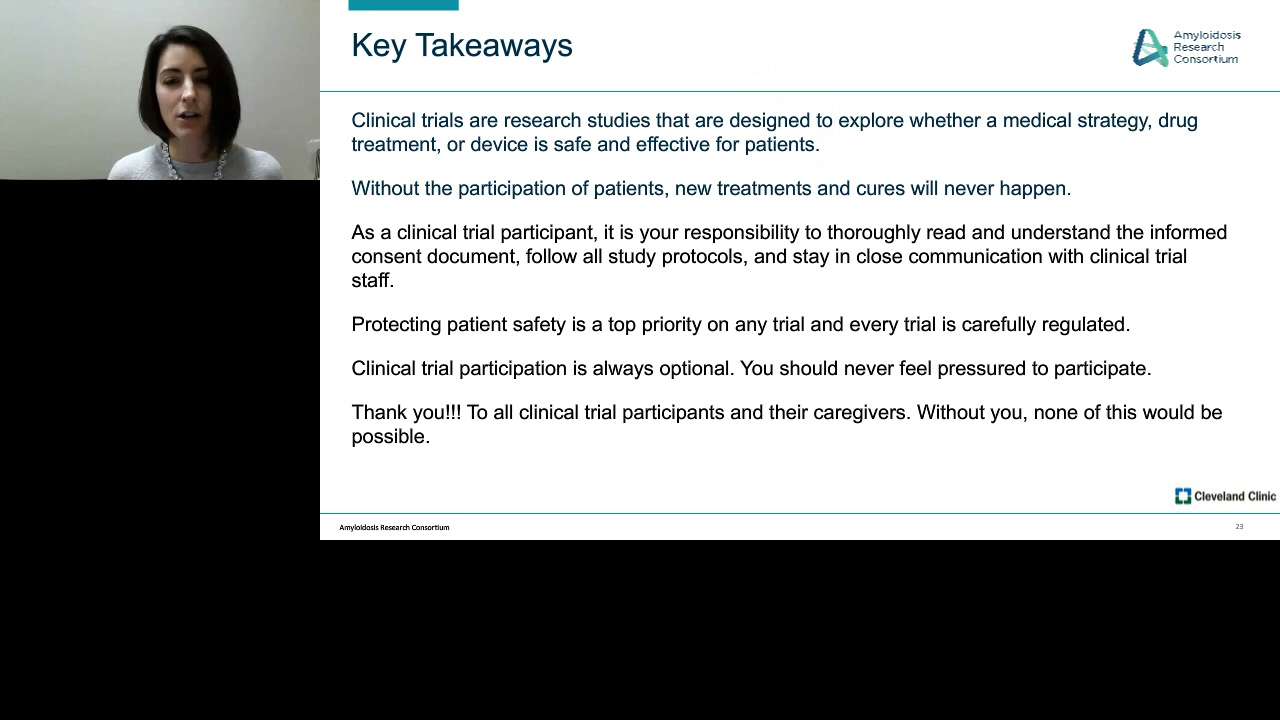 Key Takeaways
Amyloidosis
Research
Consortium
Clinical trials are research studies that are designed to explore whether a medical strategy, drug
treatment, or device is safe and effective for patients.
Without the participation of patients, new treatments and cures will never happen.
As a clinical trial participant, it is your responsibility to thoroughly read and understand the informed
consent document, follow all study protocols, and stay in close communication with clinical trial
staff.
Protecting patient safety is a top priority on any trial and every trial is carefully regulated.
Clinical trial participation is always optional. You should never feel pressured to participate.
Thank you!!! To all clinical trial participants and their caregivers. Without you, none of this would be
possible.
Cleveland Clinic
Amyloidosis Research Consortium
23